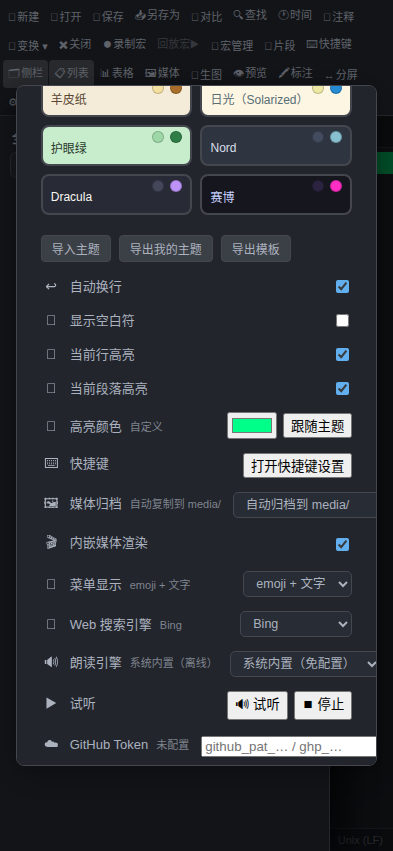 新建 打开 保存 另存为 对比 查找 时间 注释
变换 ▾ 关闭 录制宏 回放宏▶ 宏管理 片段 快捷键
侧栏 列表 表格 媒体 生图 预览 标注 分屏
羊皮纸 日光（Solarized）
护眼绿 Nord
Dracula 赛博
导入主题 导出我的主题 导出模板
自动换行
显示空白符
当前行高亮
当前段落高亮
高亮颜色 自定义 跟随主题
快捷键 打开快捷键设置
媒体归档 自动复制到 media/ 自动归档到 media/
内嵌媒体渲染
菜单显示 emoji + 文字 emoji + 文字
Web 搜索引擎 Bing Bing
朗读引擎 系统内置（离线） 系统内置（免配置）
试听 试听 停止
GitHub Token 未配置 github_pat_… / ghp_…
Unix (LF)